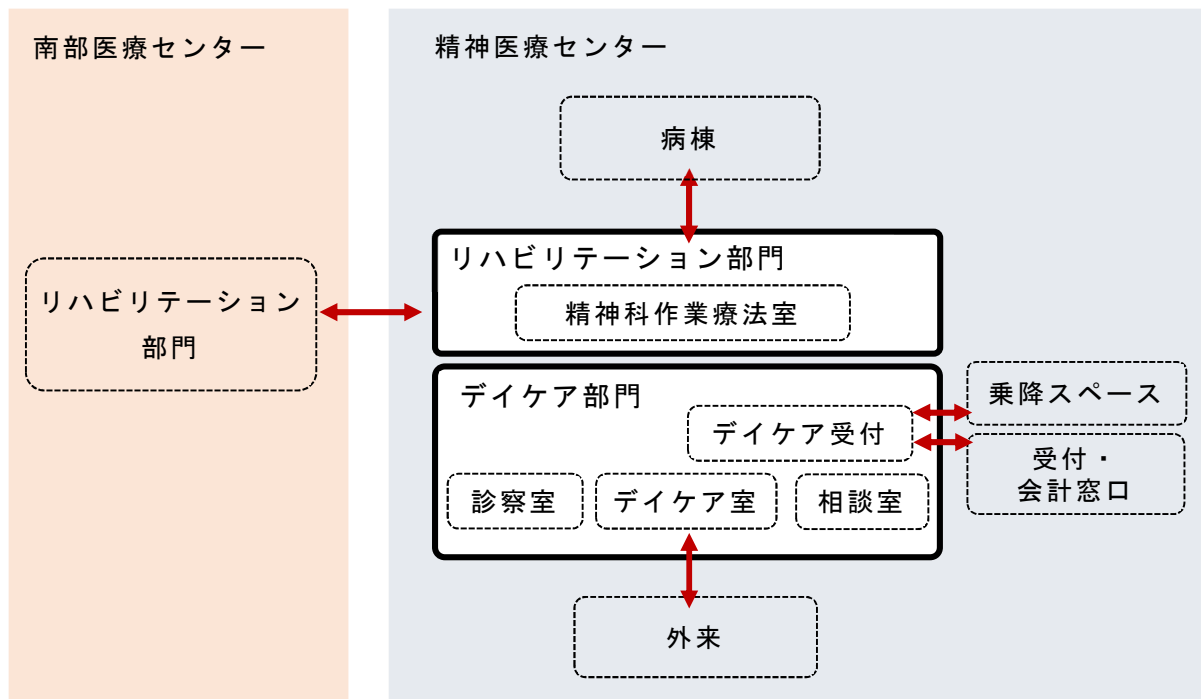 南部医療センター
精神医療センター
病棟
リハビリテーション部門
精神科作業療法室
リハビリテーション
部門
デイケア部門
デイケア受付
乗降スペース
受付・
会計窓口
診察室
デイケア室
相談室
外来